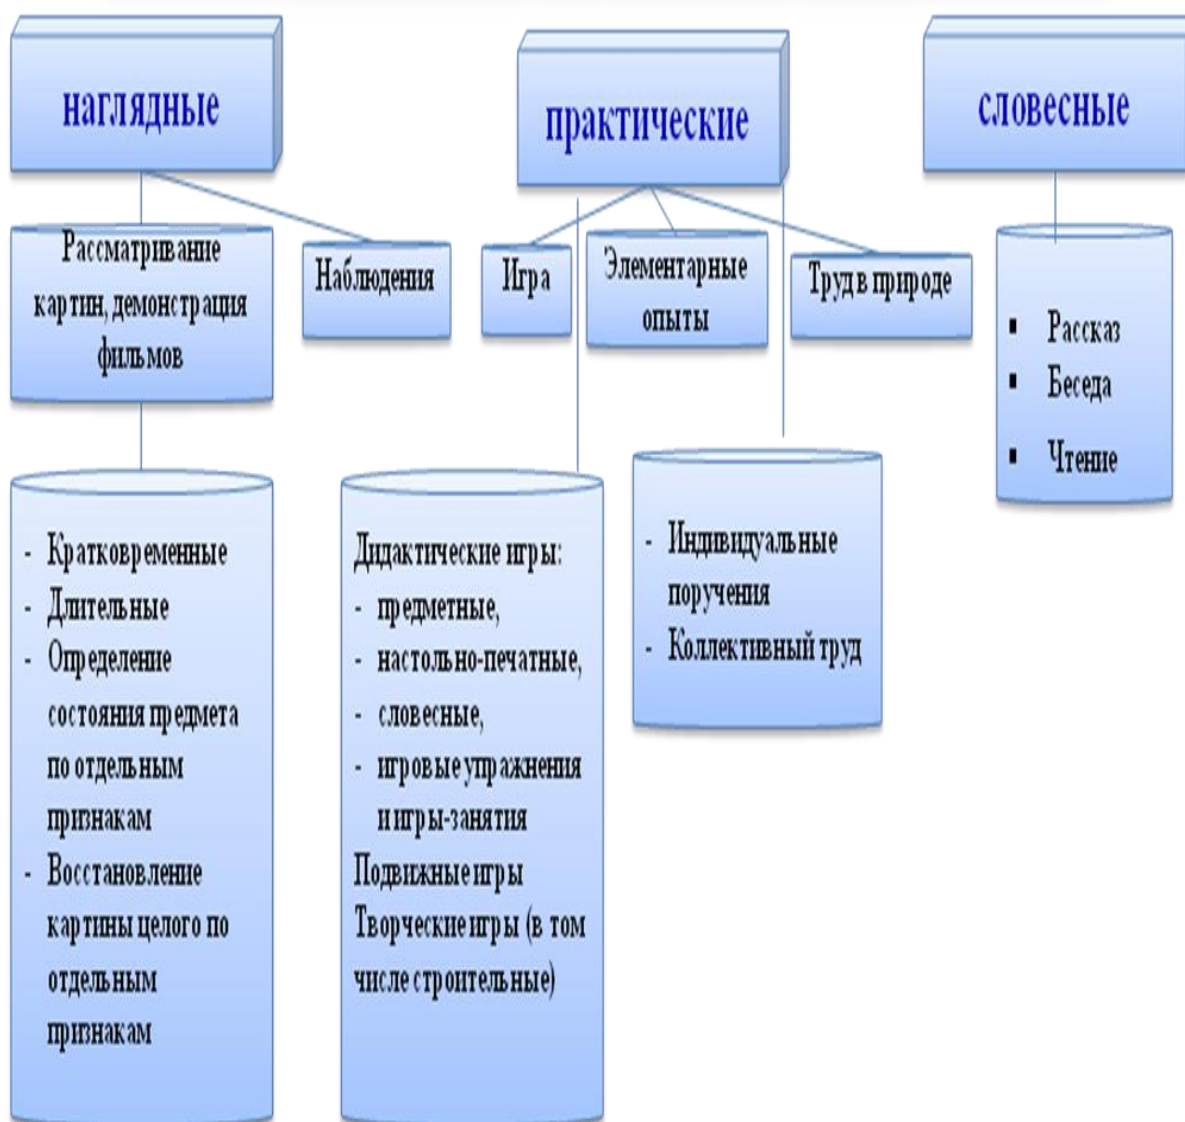 наглядные
практические
словесные
Рассматривание
картин, демонстрация
фильмов
Наблюдения
Игра
Элементарные
опыты
Труд в природе
▪ Рассказ
▪ Беседа
▪ Чтение
- Кратковременные
- Длительные
- Определение
состояния предмета
по отдельным
признакам
- Восстановление
картины целого по
отдельным
признакам
Дидактические игры:
- предметные,
- настольно-печатные,
- словесные,
- игровые упражнения
и игры-занятия
Подвижные игры
Творческие игры (в том
числе строительные)
- Индивидуальные
поручения
- Коллективный труд